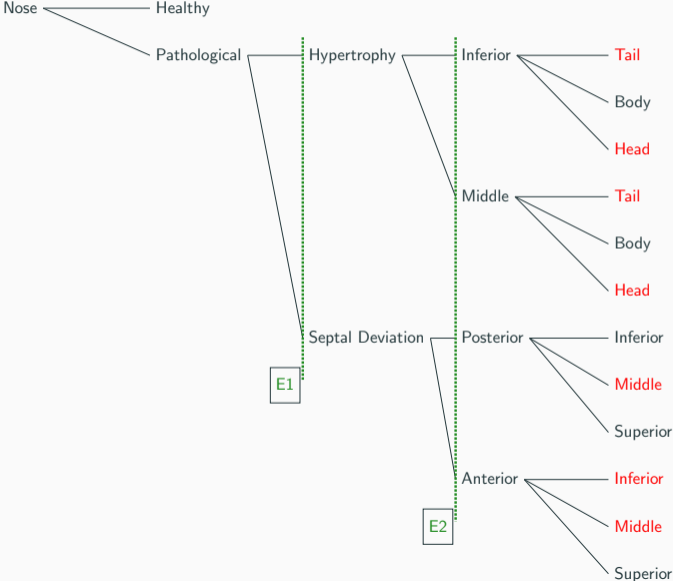 Nose Healthy
Pathological Hypertrophy Inferior Tail
Body
Head
Middle Tail
Body
Head
Septal Deviation Posterior Inferior
E1 Middle
Superior
Anterior Inferior
E2 Middle
Superior